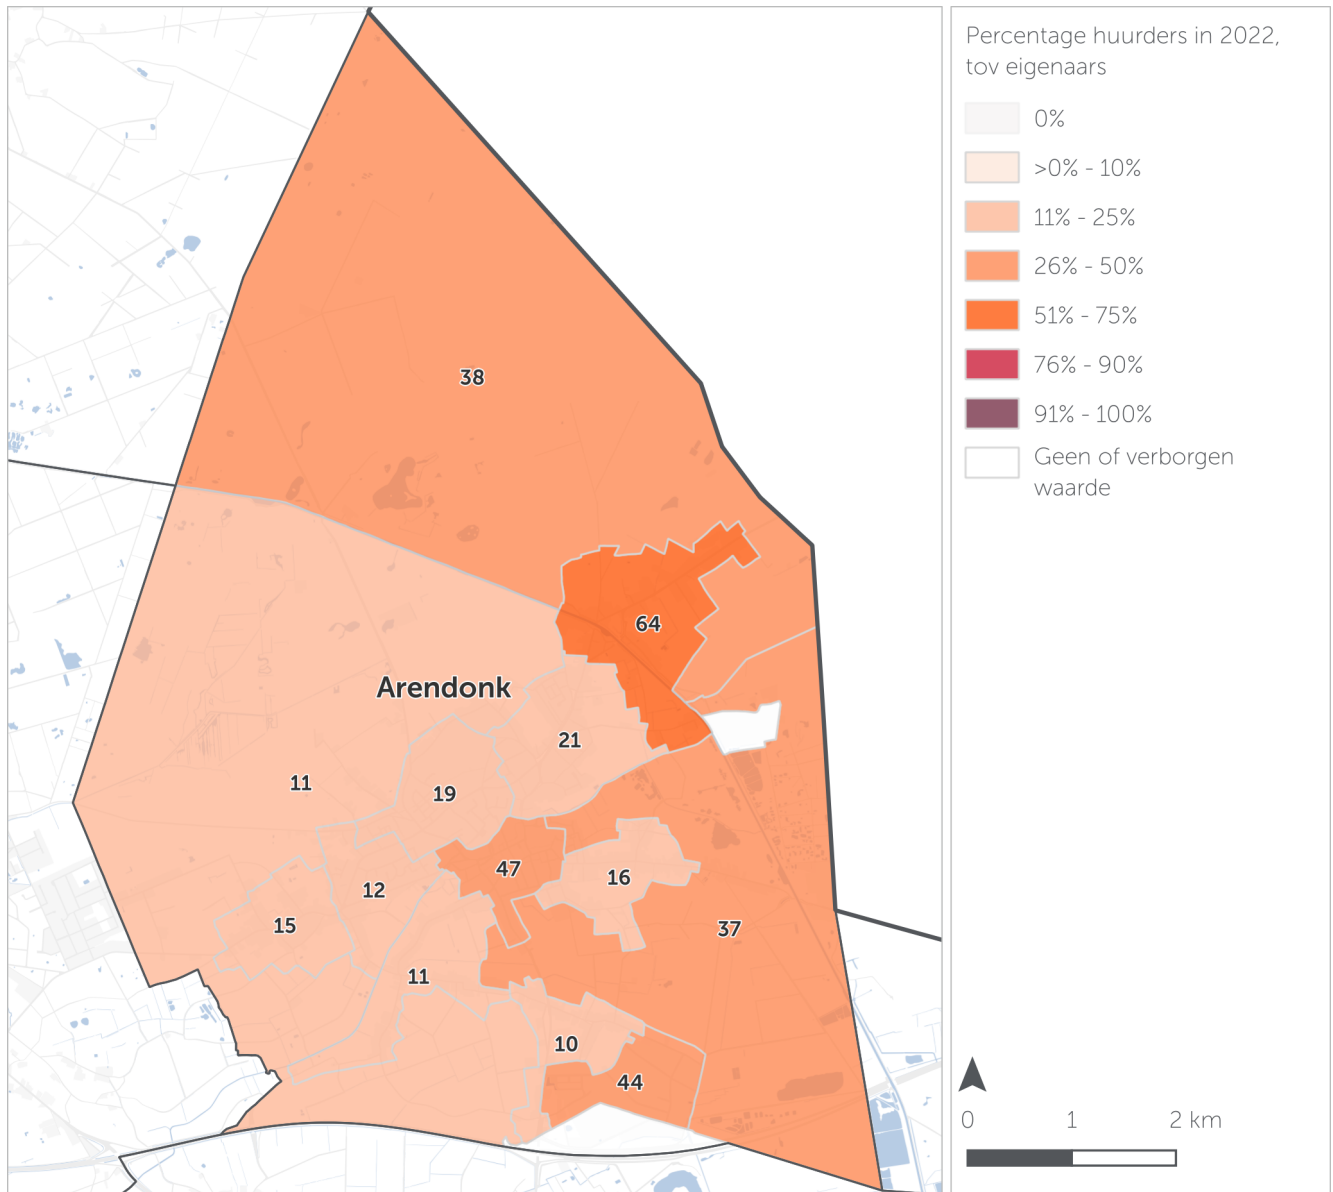 38
64
Arendonk
21
11
19
47
16
12
15
37
11
10
44
Percentage huurders in 2022,
tov eigenaars
0%
>0% - 10%
11% - 25%
26% - 50%
51% - 75%
76% - 90%
91% - 100%
Geen of verborgen
waarde
0 1 2 km